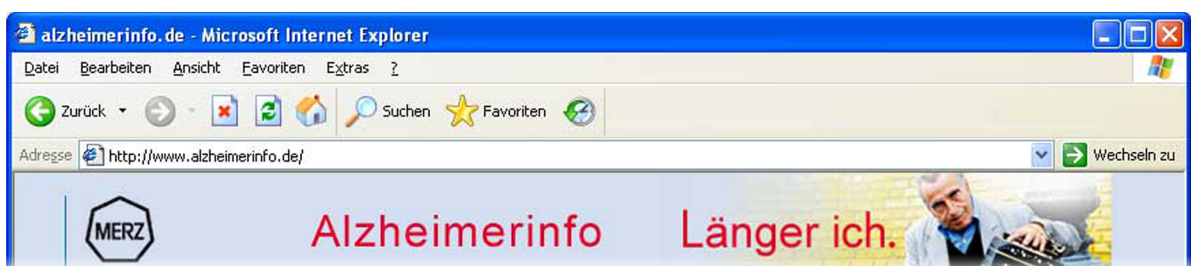 alzheimerinfo.de - Microsoft Internet Explorer
Datei Bearbeiten Ansicht Favoriten Extras ?
Zurück Suchen Favoriten
Adresse http://www.alzheimerinfo.de/ Wechseln zu
MERZ Alzheimerinfo Länger ich.